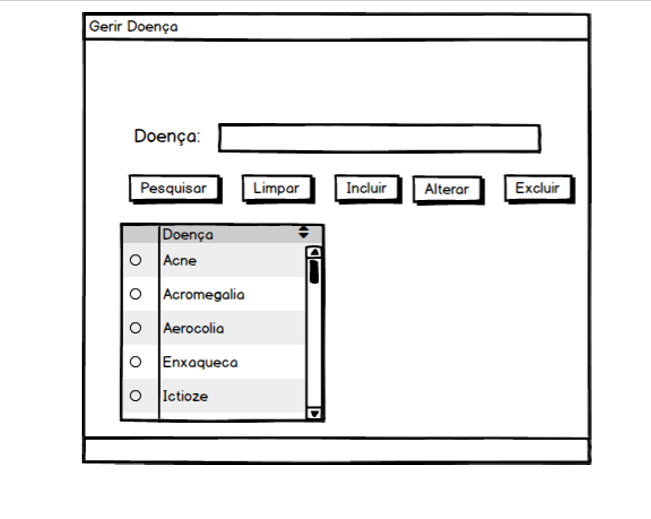 Gerir Doença
Doença:
Pesquisar Limpar Incluir Alterar Excluir
Doença
Acne
Acromegalia
Aerocolia
Enxaqueca
Ictioze